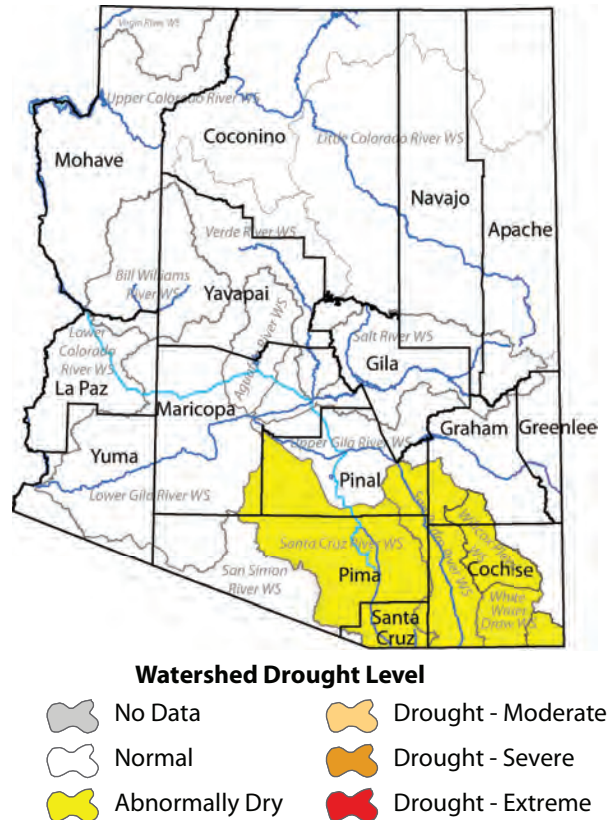 Virgin River WS
Upper Colorado River WS
Coconino
Little Colorado River WS
Mohave
Navajo
Apache
Verde River WS
Bill Williams
River WS
Yavapai
Agua River WS
Salt River WS
Lower
Colorado
River WS
Gila
La Paz
Maricopa
Graham
Greenlee
Upper Gila River WS
Yuma
Pinal
Lower Gila River WS
Santa Cruz River WS
San Simon
River WS
Pima
Cochise
White
Water
Draw WS
Santa
Cruz
Watershed Drought Level
No Data
Drought - Moderate
Normal
Drought - Severe
Abnormally Dry
Drought - Extreme